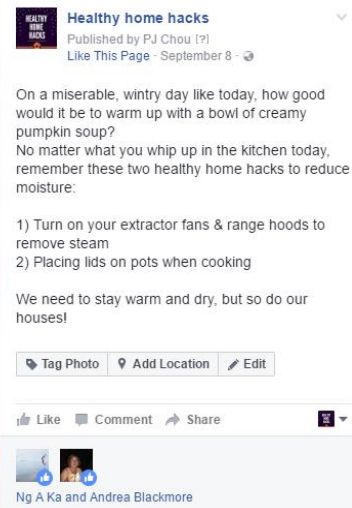 HEALTHY
HOME
HACKS
Healthy home hacks
Published by PJ Chou [?]
Like This Page · September 8 ·
On a miserable, wintry day like today, how good
would it be to warm up with a bowl of creamy
pumpkin soup?
No matter what you whip up in the kitchen today,
remember these two healthy home hacks to reduce
moisture:
1) Turn on your extractor fans & range hoods to
remove steam
2) Placing lids on pots when cooking
We need to stay warm and dry, but so do our
houses!
Tag Photo Add Location Edit
Like Comment Share
Ng A Ka and Andrea Blackmore